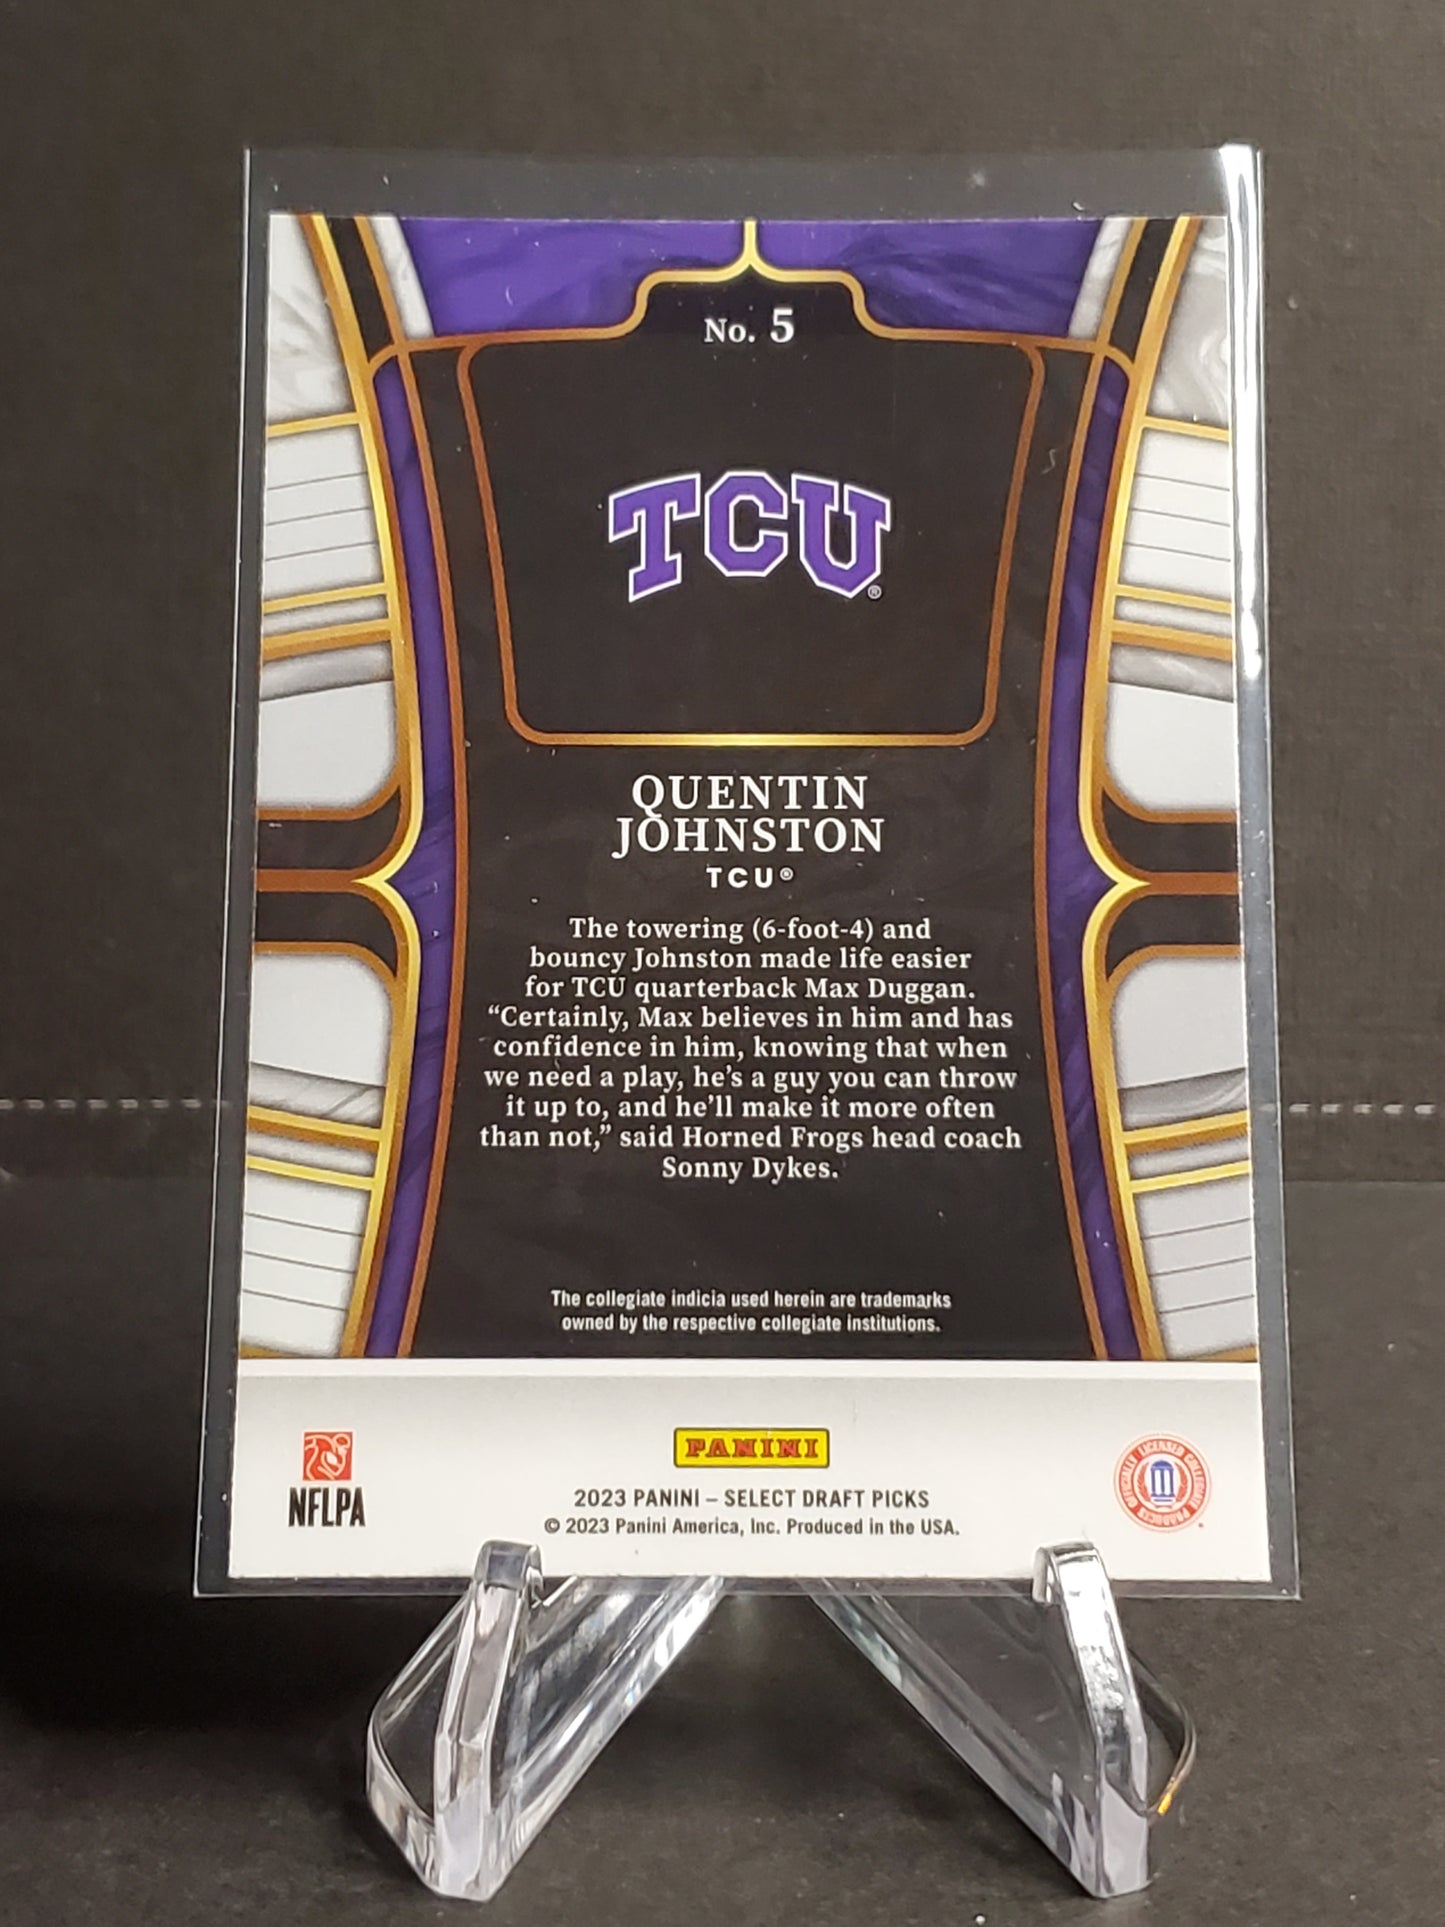 No. 5
TCU®
QUENTIN
JOHNSTON
TCU®
The towering (6-foot-4) and
bouncy Johnston made life easier
for TCU quarterback Max Duggan.
“Certainly, Max believes in him and has
confidence in him, knowing that when
we need a play, he’s a guy you can throw
it up to, and he’ll make it more often
than not,” said Horned Frogs head coach
Sonny Dykes.
The collegiate indicia used herein are trademarks
owned by the respective collegiate institutions.
NFLPA
PANINI
2023 PANINI – SELECT DRAFT PICKS
© 2023 Panini America, Inc. Produced in the USA.
OFFICIALLY LICENSED COLLEGIATE PRODUCTS